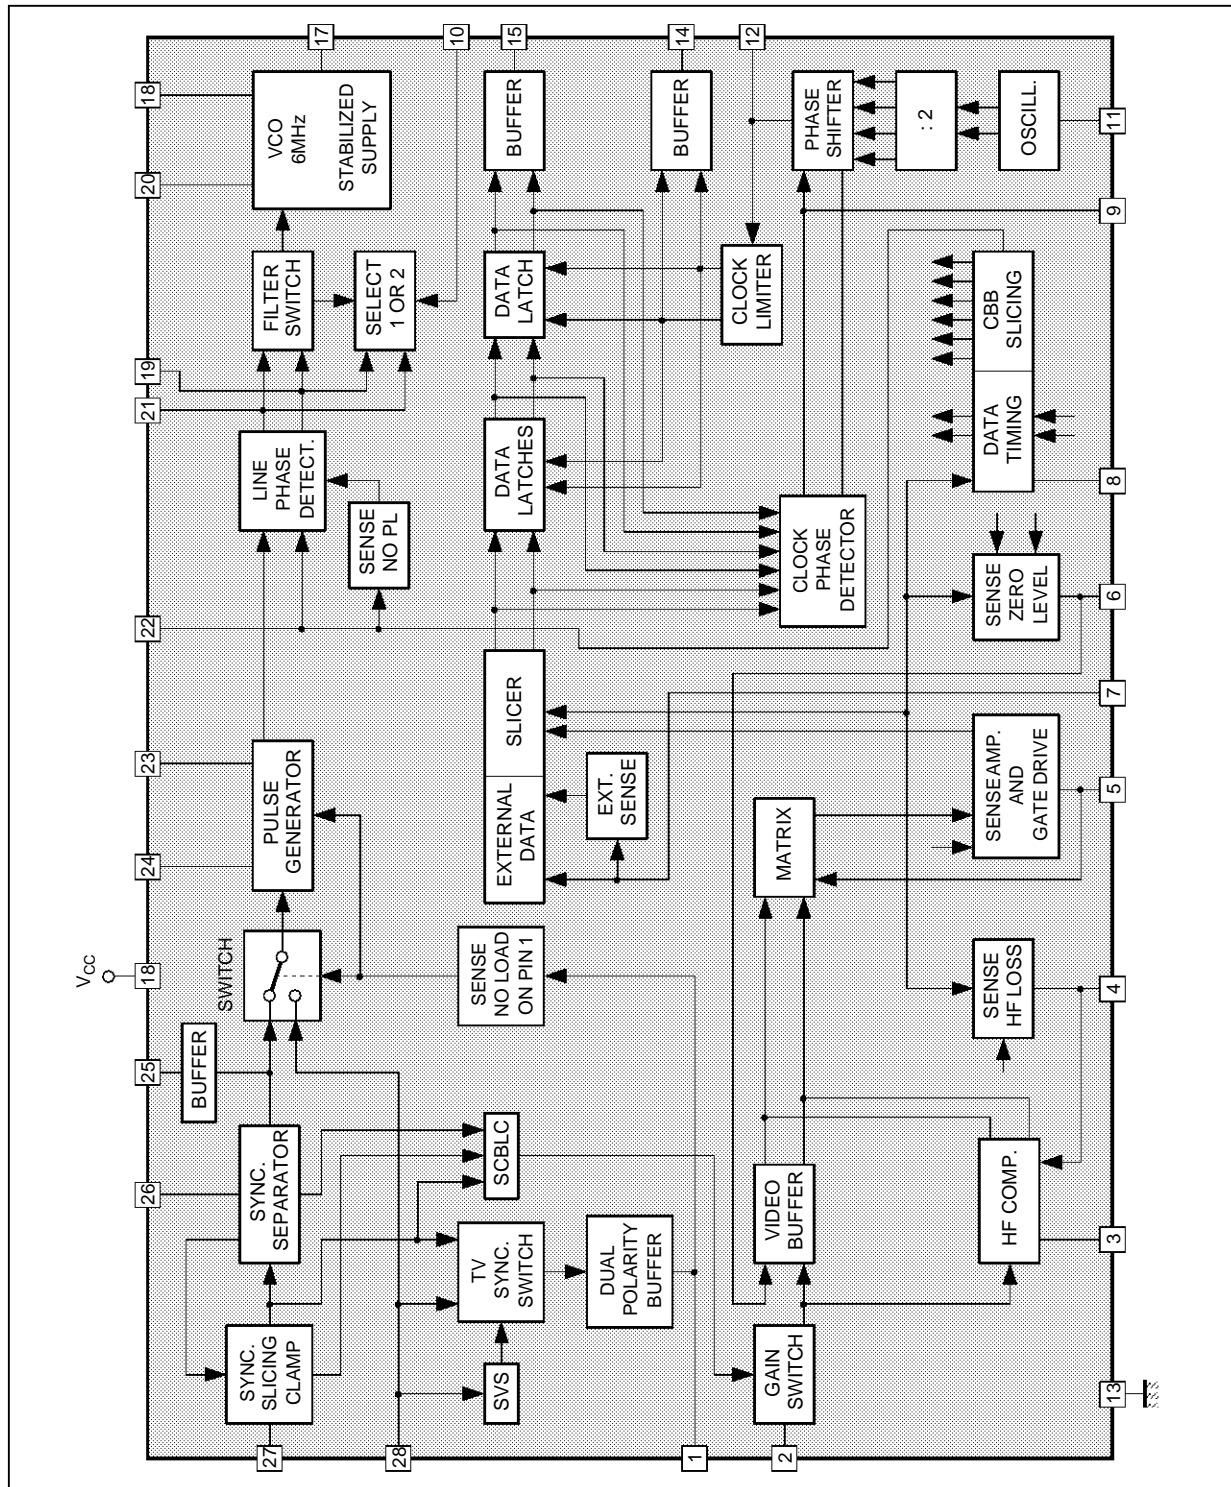 VCC
26
25
18
24
23
22
21
19
20
18
BUFFER
SWITCH
27
SYNC.
SLICING
CLAMP
SYNC.
SEPARATOR
PULSE
GENERATOR
LINE
PHASE
DETECT.
FILTER
SWITCH
VCO
6MHz
STABILIZED
SUPPLY
17
SENSE
NO PL
SELECT
1 OR 2
28
10
SVS
TV
SYNC.
SWITCH
SCBLC
SENSE
NO LOAD
ON PIN 1
EXTERNAL
DATA
SLICER
DATA
LATCHES
DATA
LATCH
BUFFER
15
DUAL
POLARITY
BUFFER
EXT.
SENSE
1
BUFFER
14
2
GAIN
SWITCH
VIDEO
BUFFER
MATRIX
CLOCK
PHASE
DETECTOR
CLOCK
LIMITER
12
PHASE
SHIFTER
: 2
HF COMP.
SENSE
HF LOSS
SENSE AMP.
AND
GATE DRIVE
SENSE
ZERO
LEVEL
DATA
TIMING
CBB
SLICING
OSCILL.
13
3
4
5
7
6
8
9
11